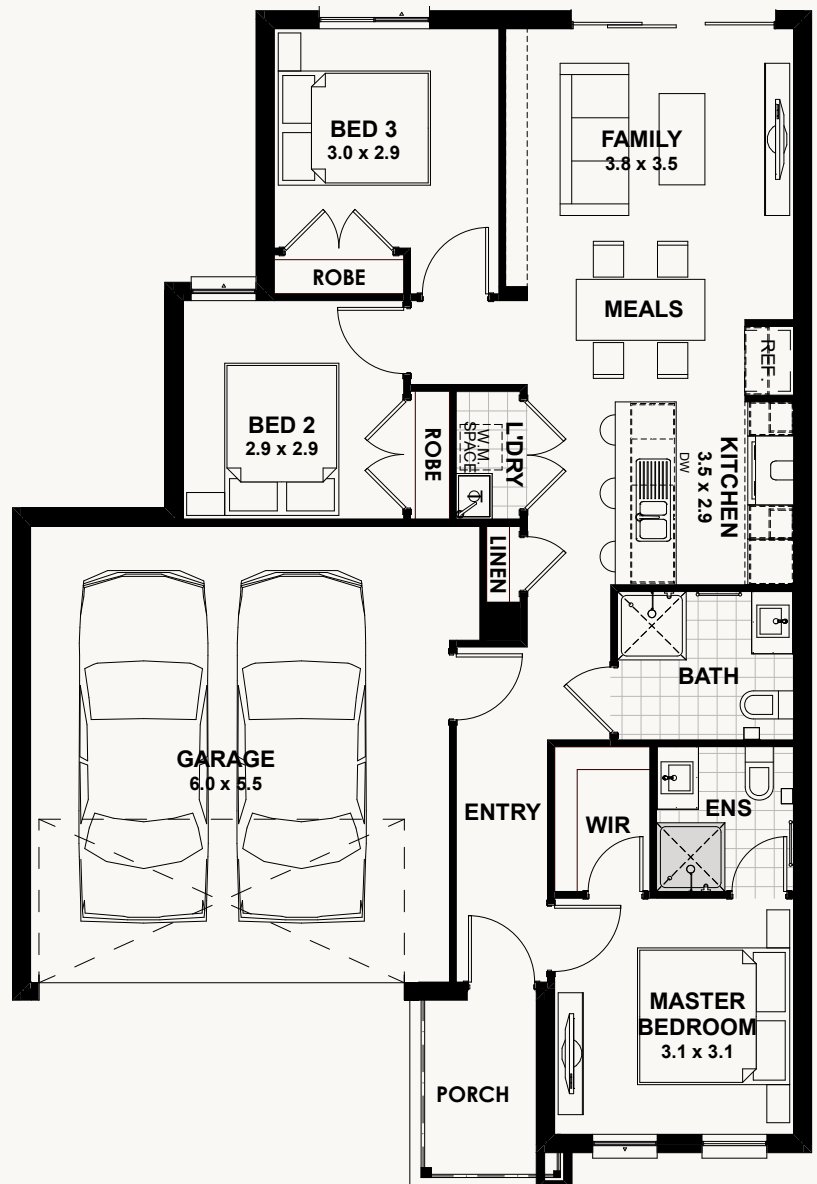 BED 3
3.0 x 2.9
FAMILY
3.8 x 3.5
ROBE
MEALS
REF.
BED 2
2.9 x 2.9
ROBE
W.M.
SPACE
L'DRY
DW
KITCHEN
3.5 x 2.9
LINEN
BATH
GARAGE
6.0 x 5.5
ENTRY
WIR
ENS
MASTER
BEDROOM
3.1 x 3.1
PORCH